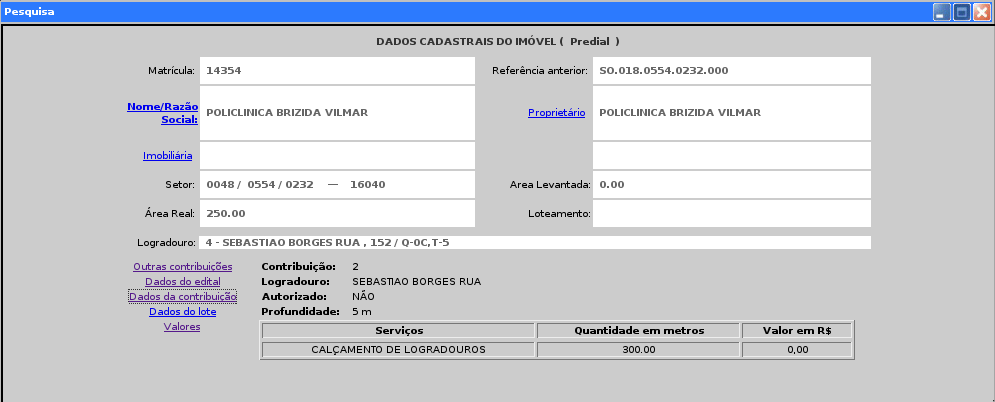 Pesquisa
DADOS CADASTRAIS DO IMÓVEL ( Predial )
Matrícula: 14354 Referência anterior: SO.018.0554.0232.000
Nome/Razão Social: POLICLINICA BRIZIDA VILMAR Proprietário POLICLINICA BRIZIDA VILMAR
Imobiliária
Setor: 0048 / 0554 / 0232 — 16040 Area Levantada: 0.00
Área Real: 250.00 Loteamento:
Logradouro: 4 - SEBASTIAO BORGES RUA , 152 / Q-0C,T-5
Outras contribuições Contribuição: 2
Dados do edital Logradouro: SEBASTIAO BORGES RUA
Dados da contribuição Autorizado: NÃO
Dados do lote Profundidade: 5 m
Valores
Serviços Quantidade em metros Valor em R$
CALÇAMENTO DE LOGRADOUROS 300.00 0,00